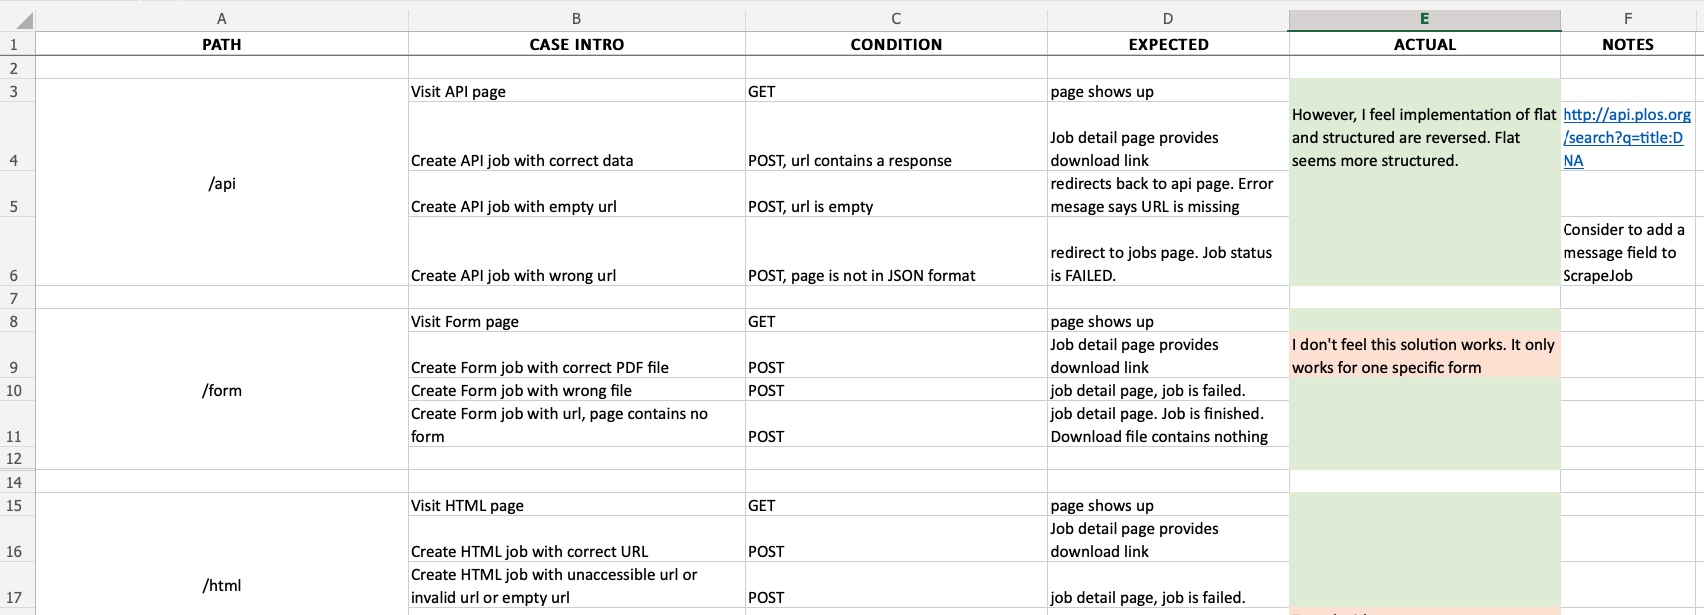 A B C D E F
1 PATH CASE INTRO CONDITION EXPECTED ACTUAL NOTES
2
3 Visit API page GET page shows up
However, I feel implementation of flat http://api.plos.org
Job detail page provides and structured are reversed. Flat /search?q=title:D
4 Create API job with correct data POST, url contains a response download link seems more structured. NA
/api redirects back to api page. Error
5 Create API job with empty url POST, url is empty mesage says URL is missing
Consider to add a
redirect to jobs page. Job status message field to
6 Create API job with wrong url POST, page is not in JSON format is FAILED. ScrapeJob
7
8 Visit Form page GET page shows up
Job detail page provides I don't feel this solution works. It only
9 Create Form job with correct PDF file POST download link works for one specific form
10 /form Create Form job with wrong file POST job detail page, job is failed.
Create Form job with url, page contains no job detail page. Job is finished.
11 form POST Download file contains nothing
12
14
15 Visit HTML page GET page shows up
Job detail page provides
16 Create HTML job with correct URL POST download link
/html Create HTML job with unaccessible url or
17 invalid url or empty url POST job detail page, job is failed.